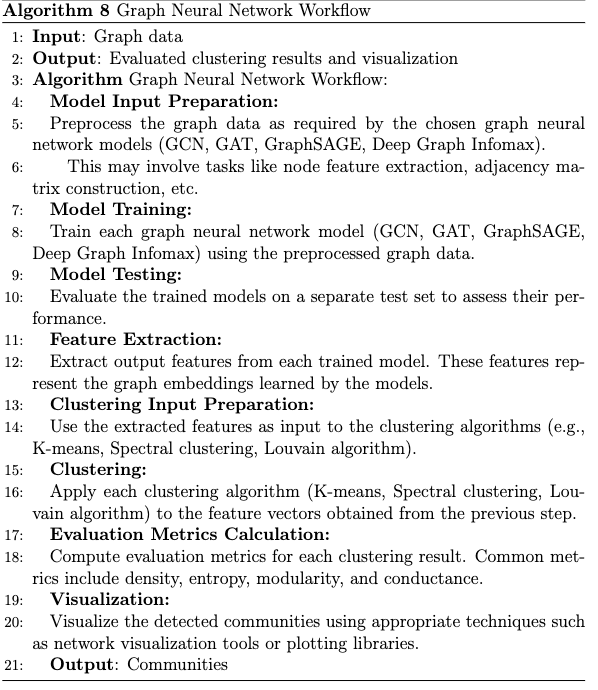 Algorithm 8 Graph Neural Network Workflow
1: Input: Graph data
2: Output: Evaluated clustering results and visualization
3: Algorithm Graph Neural Network Workflow:
4: Model Input Preparation:
5: Preprocess the graph data as required by the chosen graph neural
network models (GCN, GAT, GraphSAGE, Deep Graph Infomax).
6: This may involve tasks like node feature extraction, adjacency ma-
trix construction, etc.
7: Model Training:
8: Train each graph neural network model (GCN, GAT, GraphSAGE,
Deep Graph Infomax) using the preprocessed graph data.
9: Model Testing:
10: Evaluate the trained models on a separate test set to assess their per-
formance.
11: Feature Extraction:
12: Extract output features from each trained model. These features rep-
resent the graph embeddings learned by the models.
13: Clustering Input Preparation:
14: Use the extracted features as input to the clustering algorithms (e.g.,
K-means, Spectral clustering, Louvain algorithm).
15: Clustering:
16: Apply each clustering algorithm (K-means, Spectral clustering, Lou-
vain algorithm) to the feature vectors obtained from the previous step.
17: Evaluation Metrics Calculation:
18: Compute evaluation metrics for each clustering result. Common met-
rics include density, entropy, modularity, and conductance.
19: Visualization:
20: Visualize the detected communities using appropriate techniques such
as network visualization tools or plotting libraries.
21: Output: Communities